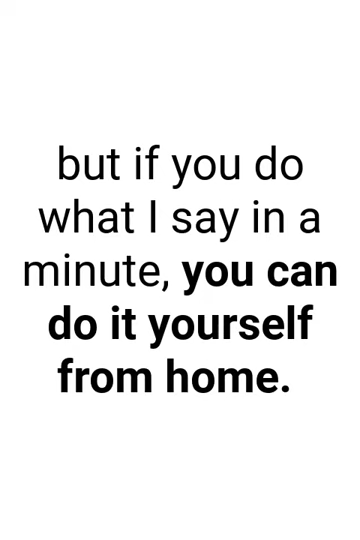 but if you do
what I say in a
minute, you can
do it yourself
from home.